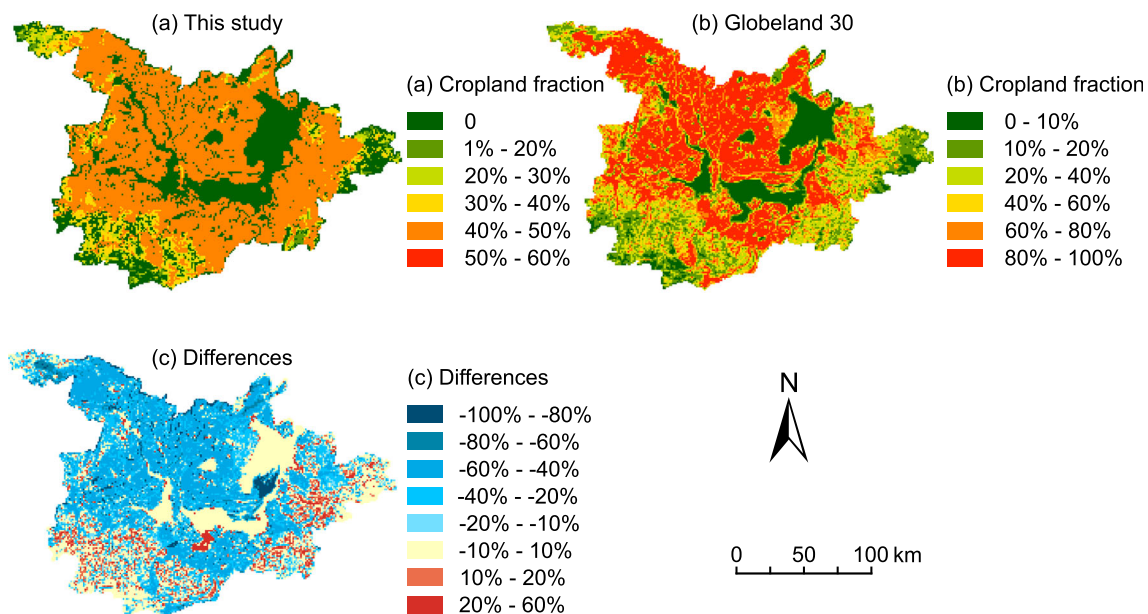 (a) This study
(b) Globeland 30
(a) Cropland fraction
0
1% - 20%
20% - 30%
30% - 40%
40% - 50%
50% - 60%
(b) Cropland fraction
0 - 10%
10% - 20%
20% - 40%
40% - 60%
60% - 80%
80% - 100%
(c) Differences
(c) Differences
-100% - -80%
-80% - -60%
-60% - -40%
-40% - -20%
-20% - -10%
-10% - 10%
10% - 20%
20% - 60%
N
0 50 100 km